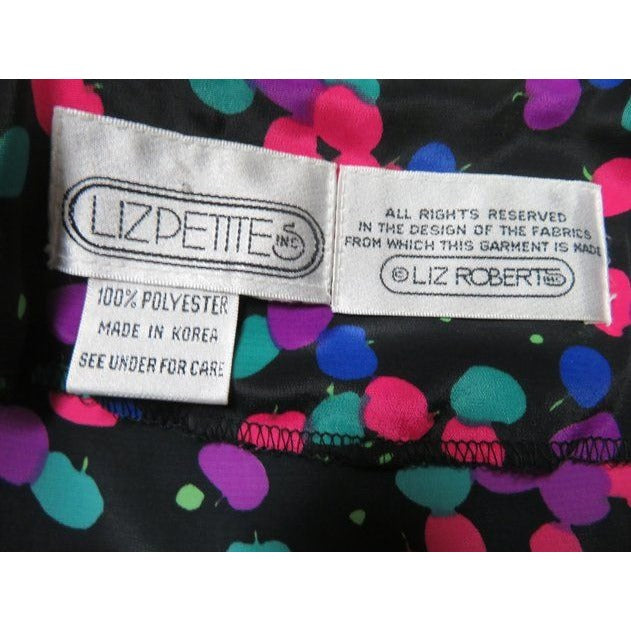 LIZPETITES INC
100% POLYESTER
MADE IN KOREA
SEE UNDER FOR CARE
ALL RIGHTS RESERVED
IN THE DESIGN OF THE FABRICS
FROM WHICH THIS GARMENT IS MADE
© LIZ ROBERTS INC